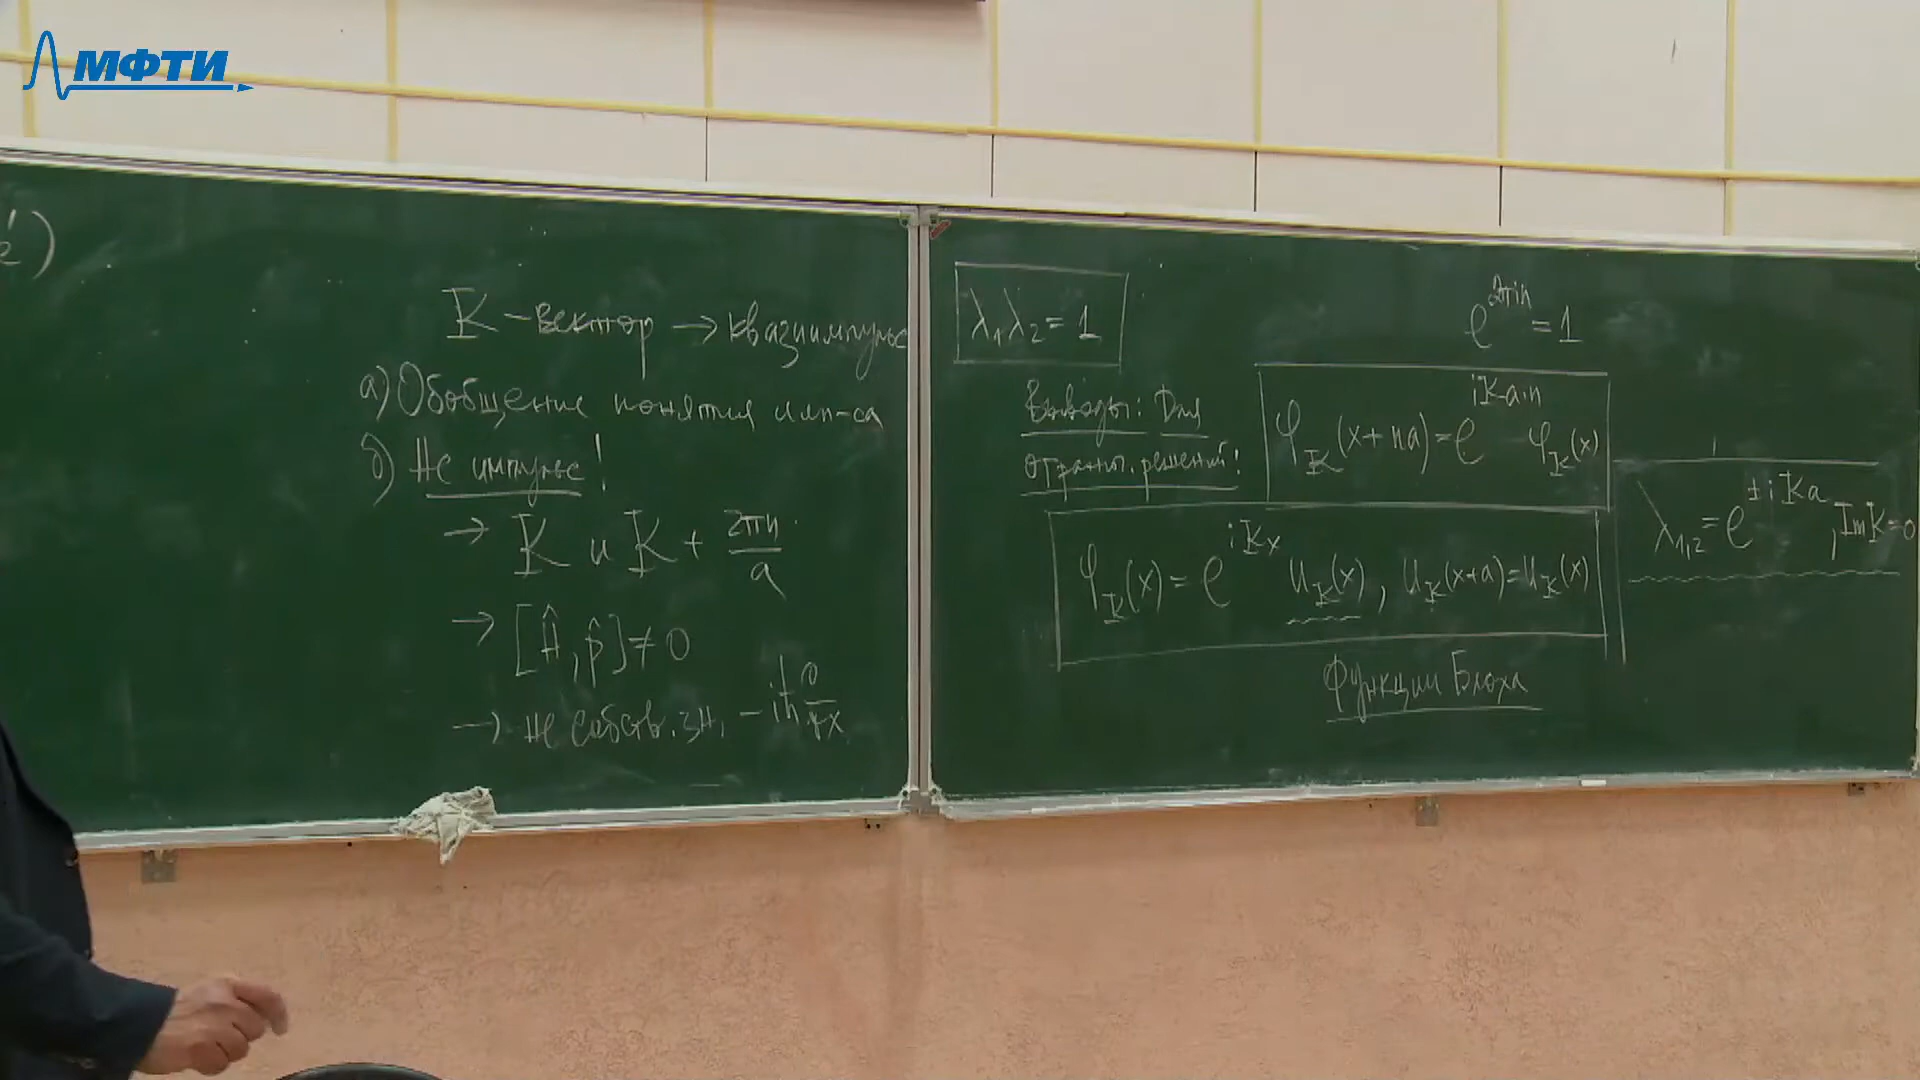 МФТИ
2')
K - вектор → квазиимпульс
а) Обобщение понятия имп-са
б) Не импульс!
→ K и K + 2πn/a
→ [Ĥ, p̂] ≠ 0
→ не собств. зн. -iħ ∂/∂x
λ₁λ₂ = 1
e^{2πin} = 1
Выводы: Для
огранич. решений!
φ_K(x+na) = e^{iKan} φ_K(x)
λ₁,₂ = e^{±iKa}, Im K = 0
φ_K(x) = e^{iKx} u_K(x), u_K(x+a) = u_K(x)
Функции Блоха